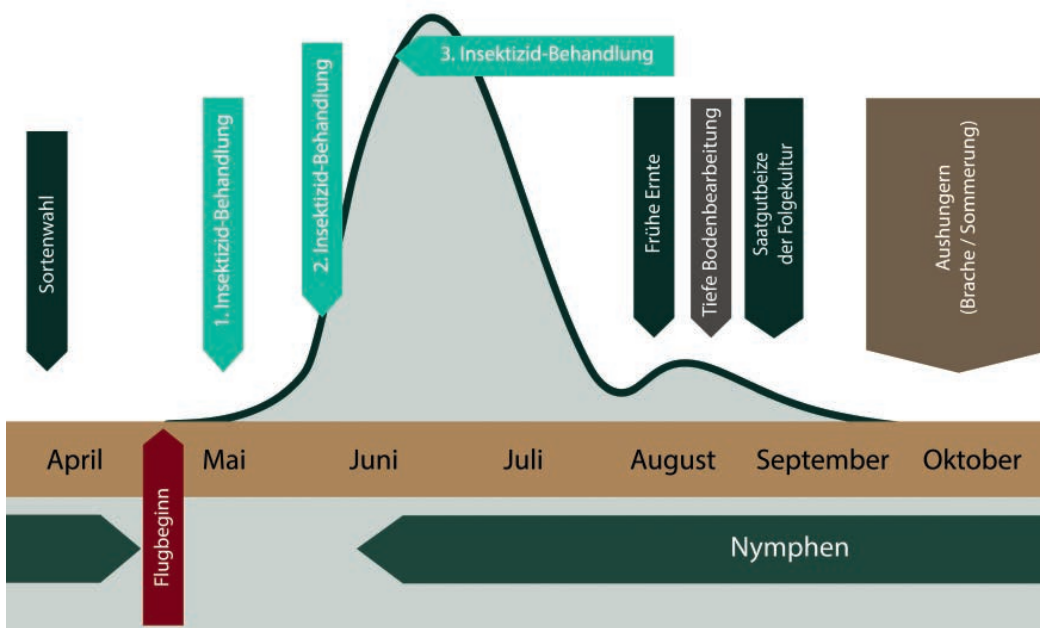 Sortenwahl
1. Insektizid-Behandlung
2. Insektizid-Behandlung
3. Insektizid-Behandlung
Frühe Ernte
Tiefe Bodenbearbeitung
Saatgutbeize
der Folgekultur
Aushungern
(Brache / Sommerung)
April
Mai
Juni
Juli
August
September
Oktober
Flugbeginn
Nymphen